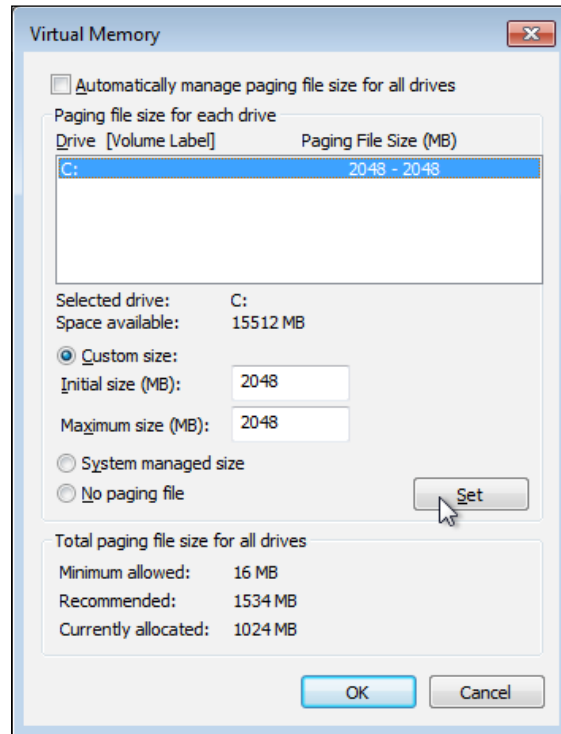 Virtual Memory
Automatically manage paging file size for all drives
Paging file size for each drive
Drive [Volume Label] Paging File Size (MB)
C: 2048 - 2048
Selected drive: C:
Space available: 15512 MB
Custom size:
Initial size (MB): 2048
Maximum size (MB): 2048
System managed size
No paging file
Set
Total paging file size for all drives
Minimum allowed: 16 MB
Recommended: 1534 MB
Currently allocated: 1024 MB
OK Cancel